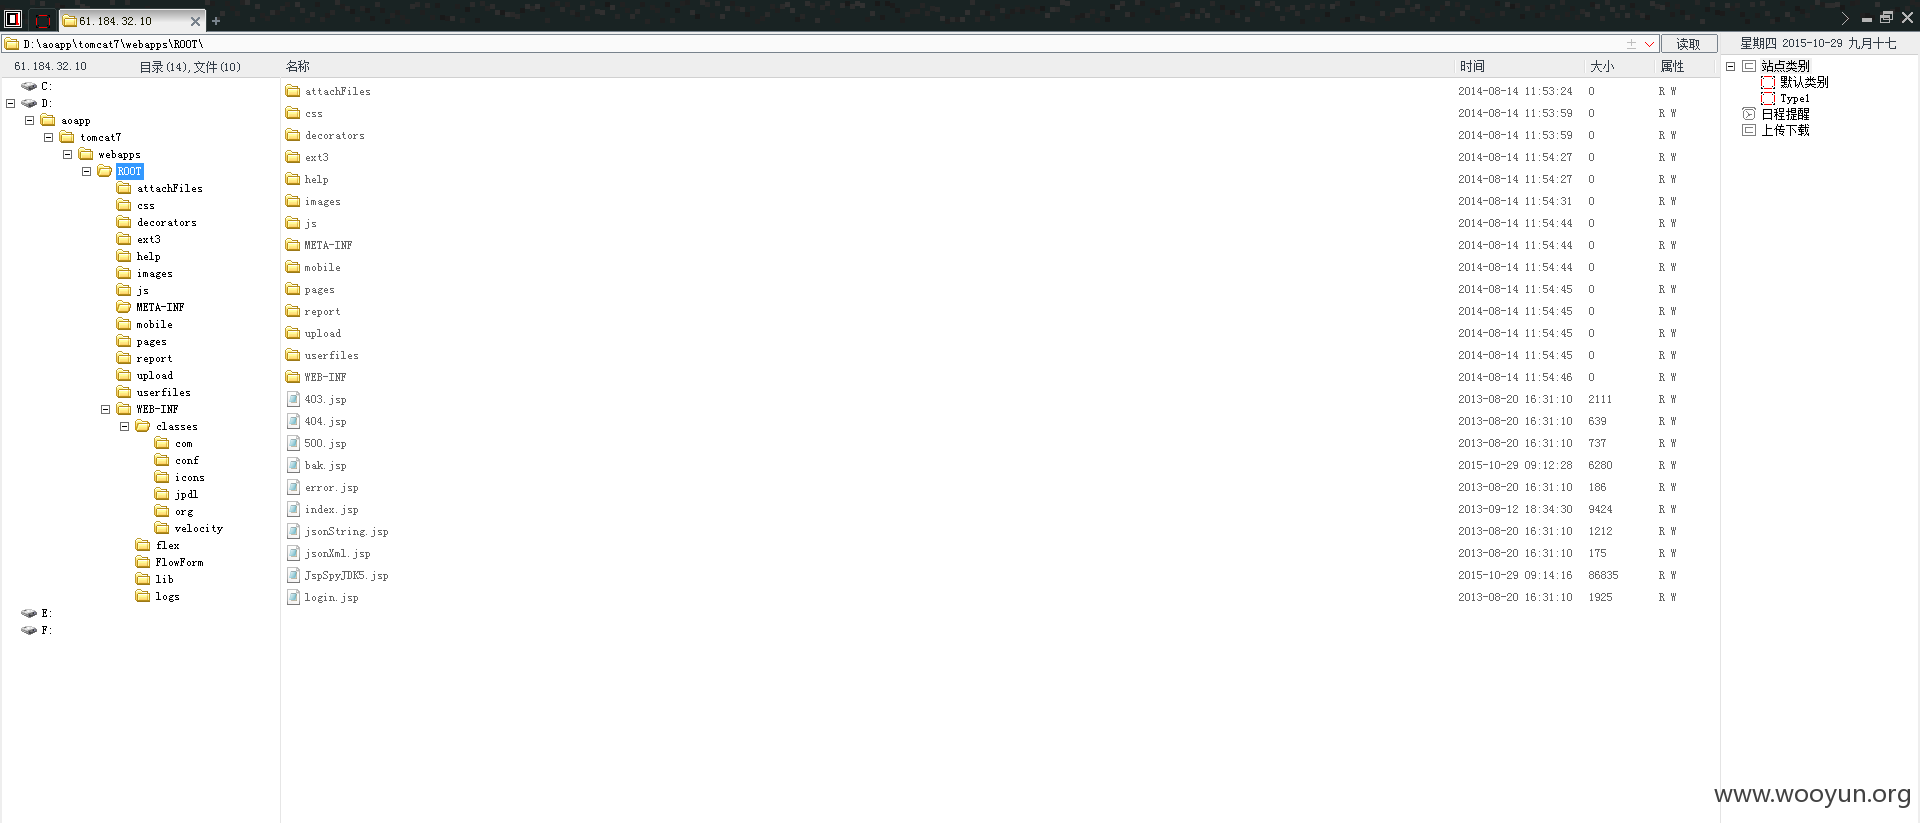 61.184.32.10
D:\aoapp\tomcat7\webapps\ROOT\
读取
星期四 2015-10-29 九月十七
61.184.32.10
目录(14),文件(10)
名称
时间
大小
属性
C:
D:
aoapp
tomcat7
webapps
ROOT
attachFiles
css
decorators
ext3
help
images
js
META-INF
mobile
pages
report
upload
userfiles
WEB-INF
classes
com
conf
icons
jpdl
org
velocity
flex
FlowForm
lib
logs
E:
F:
attachFiles 2014-08-14 11:53:24 0 R W
css 2014-08-14 11:53:59 0 R W
decorators 2014-08-14 11:53:59 0 R W
ext3 2014-08-14 11:54:27 0 R W
help 2014-08-14 11:54:27 0 R W
images 2014-08-14 11:54:31 0 R W
js 2014-08-14 11:54:44 0 R W
META-INF 2014-08-14 11:54:44 0 R W
mobile 2014-08-14 11:54:44 0 R W
pages 2014-08-14 11:54:45 0 R W
report 2014-08-14 11:54:45 0 R W
upload 2014-08-14 11:54:45 0 R W
userfiles 2014-08-14 11:54:45 0 R W
WEB-INF 2014-08-14 11:54:46 0 R W
403.jsp 2013-08-20 16:31:10 2111 R W
404.jsp 2013-08-20 16:31:10 639 R W
500.jsp 2013-08-20 16:31:10 737 R W
bak.jsp 2015-10-29 09:12:28 6280 R W
error.jsp 2013-08-20 16:31:10 186 R W
index.jsp 2013-09-12 18:34:30 9424 R W
jsonString.jsp 2013-08-20 16:31:10 1212 R W
jsonXml.jsp 2013-08-20 16:31:10 175 R W
JspSpyJDK5.jsp 2015-10-29 09:14:16 86835 R W
login.jsp 2013-08-20 16:31:10 1925 R W
站点类别
默认类别
Type1
日程提醒
上传下载
www.wooyun.org